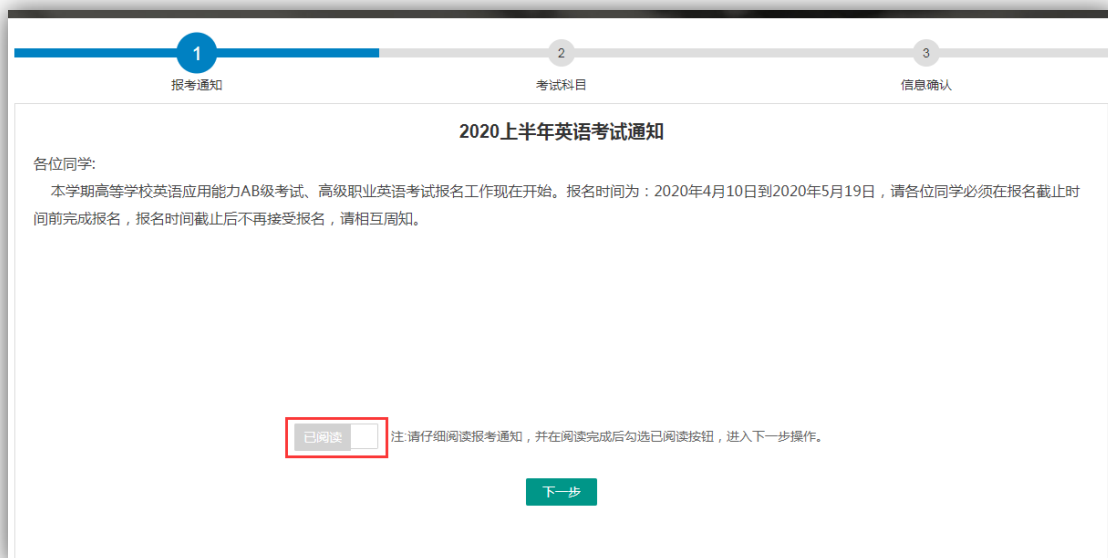 1
2
3
报考通知
考试科目
信息确认
2020上半年英语考试通知
各位同学:
本学期高等学校英语应用能力AB级考试、高级职业英语考试报名工作现在开始。报名时间为：2020年4月10日到2020年5月19日，请各位同学必须在报名截止时
间前完成报名，报名时间截止后不再接受报名，请相互周知。
已阅读
注:请仔细阅读报考通知，并在阅读完成后勾选已阅读按钮，进入下一步操作。
下一步